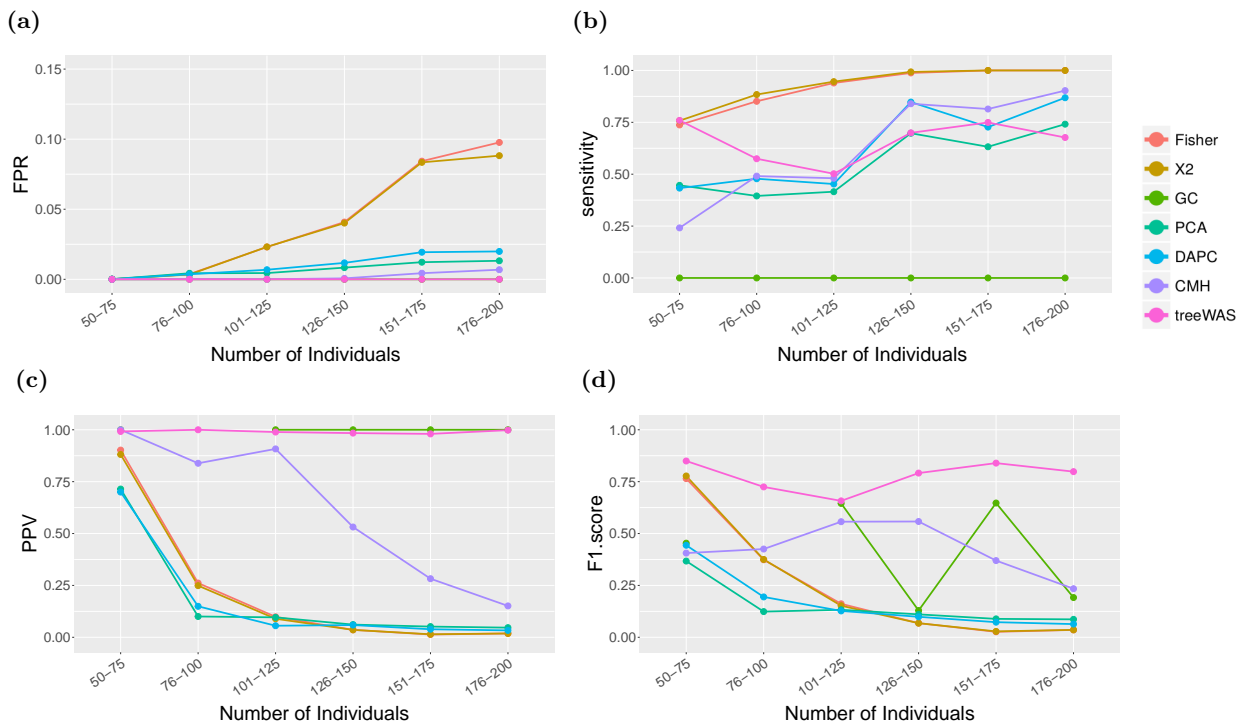 (a)
FPR
0.15
0.10
0.05
0.00
50−75
76−100
101−125
126−150
151−175
176−200
Number of Individuals
(b)
sensitivity
1.00
0.75
0.50
0.25
0.00
50−75
76−100
101−125
126−150
151−175
176−200
Number of Individuals
Fisher
X2
GC
PCA
DAPC
CMH
treeWAS
(c)
PPV
1.00
0.75
0.50
0.25
0.00
50−75
76−100
101−125
126−150
151−175
176−200
Number of Individuals
(d)
F1.score
1.00
0.75
0.50
0.25
0.00
50−75
76−100
101−125
126−150
151−175
176−200
Number of Individuals